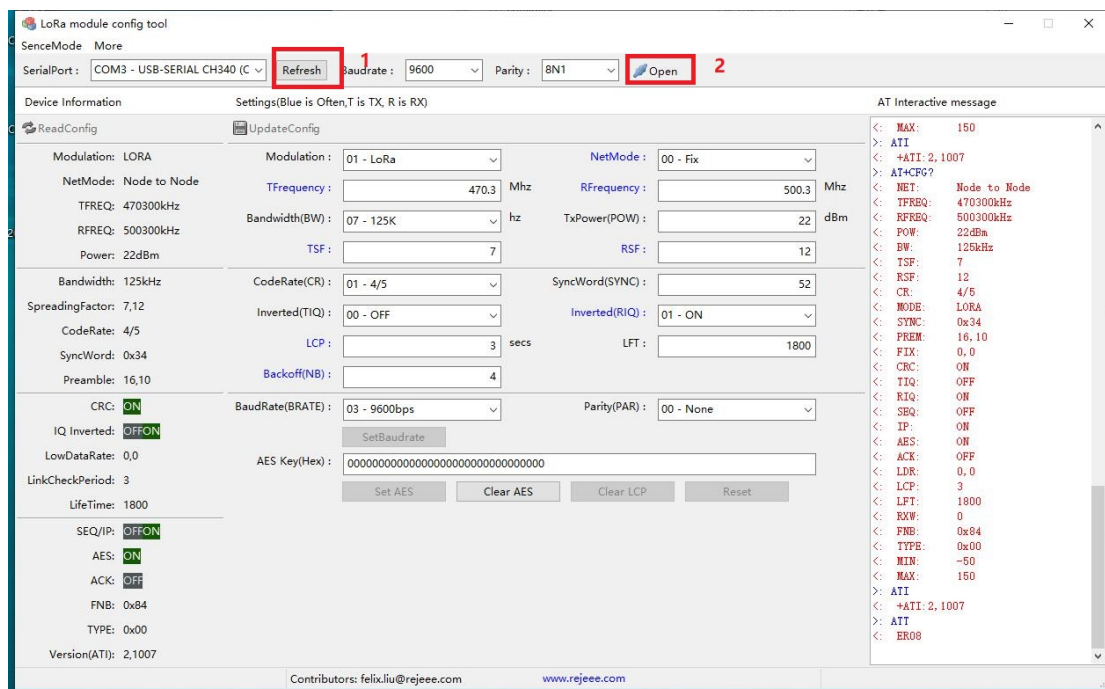 LoRa module config tool
SenceMode More
SerialPort : COM3 - USB-SERIAL CH340 (C Refresh 1 Baudrate : 9600 Parity : 8N1 Open 2
Device Information Settings(Blue is Often,T is TX, R is RX) AT Interactive message
ReadConfig UpdateConfig
Modulation: LORA
NetMode: Node to Node
TFREQ: 470300kHz
RFREQ: 500300kHz
Power: 22dBm
Bandwidth: 125kHz
SpreadingFactor: 7,12
CodeRate: 4/5
SyncWord: 0x34
Preamble: 16,10
CRC: ON
IQ Inverted: OFFON
LowDataRate: 0,0
LinkCheckPeriod: 3
LifeTime: 1800
SEQ/IP: OFFON
AES: ON
ACK: OFF
FNB: 0x84
TYPE: 0x00
Version(ATI): 2,1007
Modulation : 01 - LoRa NetMode : 00 - Fix
TFrequency : 470.3 Mhz RFrequency : 500.3 Mhz
Bandwidth(BW) : 07 - 125K hz TxPower(POW) : 22 dBm
TSF : 7 RSF : 12
CodeRate(CR) : 01 - 4/5 SyncWord(SYNC) : 52
Inverted(TIQ) : 00 - OFF Inverted(RIQ) : 01 - ON
LCP : 3 secs LFT : 1800
Backoff(NB) : 4
BaudRate(BRATE) : 03 - 9600bps Parity(PAR) : 00 - None
SetBaudrate
AES Key(Hex) : 00000000000000000000000000000000
Set AES Clear AES Clear LCP Reset
<: MAX: 150
>: ATI
<: +ATI:2,1007
>: AT+CFG?
<: NET: Node to Node
<: TFREQ: 470300kHz
<: RFREQ: 500300kHz
<: POW: 22dBm
<: BW: 125kHz
<: TSF: 7
<: RSF: 12
<: CR: 4/5
<: MODE: LORA
<: SYNC: 0x34
<: PREM: 16,10
<: FIX: 0,0
<: CRC: ON
<: TIQ: OFF
<: RIQ: ON
<: SEQ: OFF
<: IP: ON
<: AES: ON
<: ACK: OFF
<: LDR: 0,0
<: LCP: 3
<: LFT: 1800
<: RXW: 0
<: FNB: 0x84
<: TYPE: 0x00
<: MIN: -50
<: MAX: 150
>: ATI
<: +ATI:2,1007
>: ATI
<: ER08
Contributors: felix.liu@rejeee.com www.rejeee.com